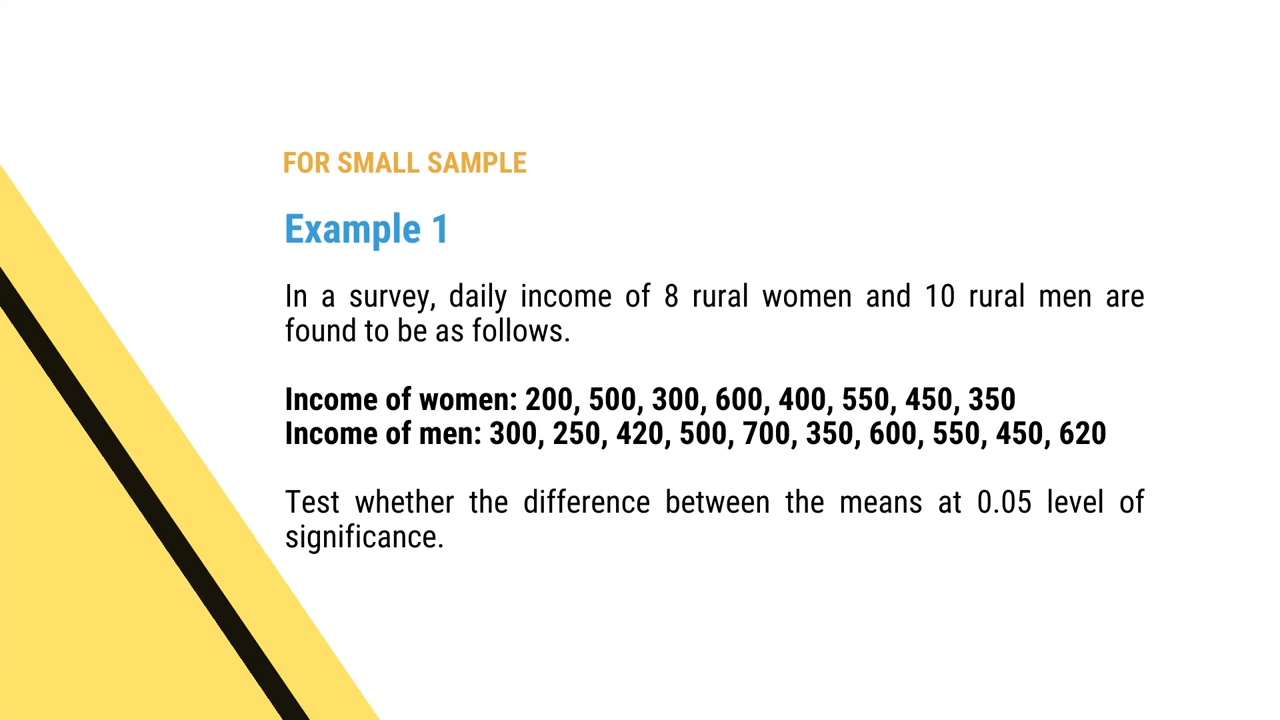 FOR SMALL SAMPLE
Example 1
In a survey, daily income of 8 rural women and 10 rural men are
found to be as follows.
Income of women: 200, 500, 300, 600, 400, 550, 450, 350
Income of men: 300, 250, 420, 500, 700, 350, 600, 550, 450, 620
Test whether the difference between the means at 0.05 level of
significance.